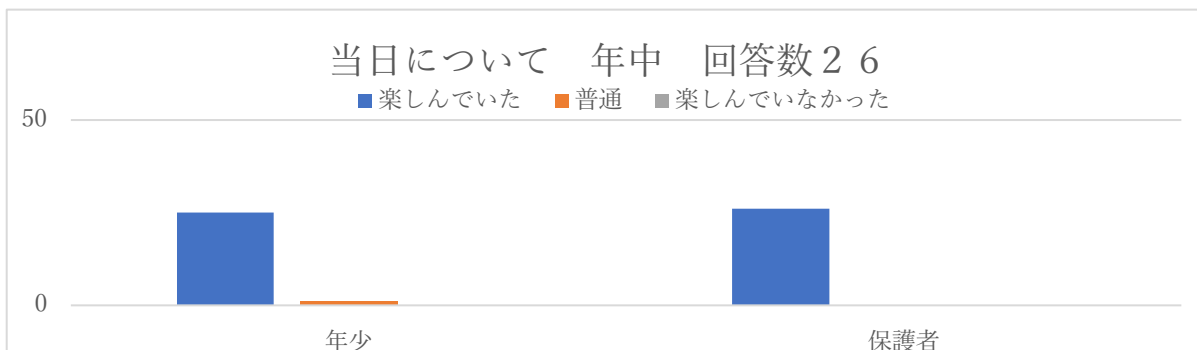 当日について　年中　回答数２６
楽しんでいた 普通 楽しんでいなかった
50
0
年少 保護者